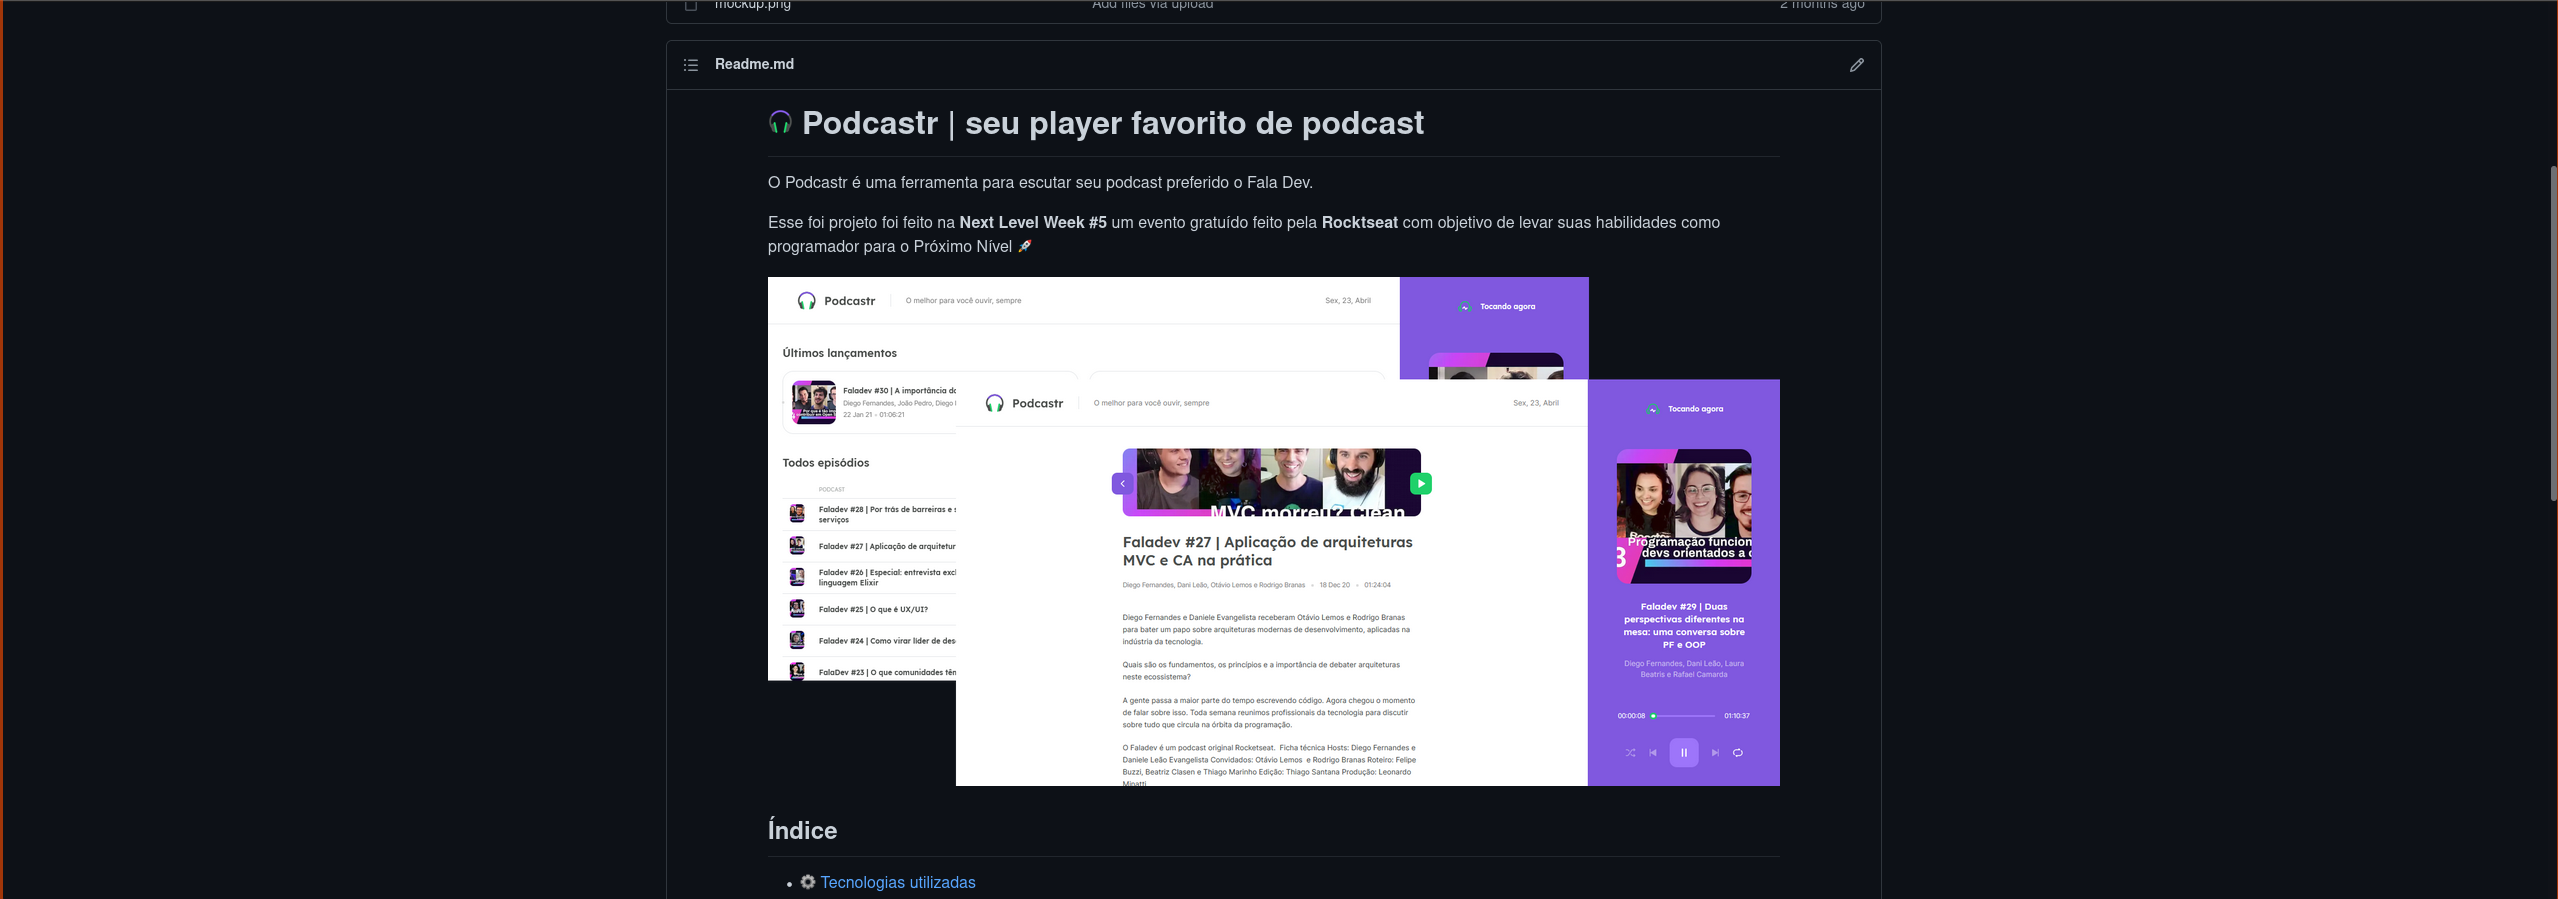 mockup.png Add files via upload 2 months ago
Readme.md
Podcastr | seu player favorito de podcast
O Podcastr é uma ferramenta para escutar seu podcast preferido o Fala Dev.
Esse foi projeto foi feito na Next Level Week #5 um evento gratuído feito pela Rocktseat com objetivo de levar suas habilidades como
programador para o Próximo Nível
Podcastr O melhor para você ouvir, sempre Sex, 23, Abril
Tocando agora
Últimos lançamentos
Faladev #30 | A importância
Diego Fernandes, João Pedro, Diego
22 Jan 21 • 01:06:21
Todos episódios
PODCAST
Faladev #28 | Por trás de barreiras e s
serviços
Faladev #27 | Aplicação de arquitetur
Faladev #26 | Especial: entrevista exc
linguagem Elixir
Faladev #25 | O que é UX/UI?
Faladev #24 | Como virar líder de des
FalaDev #23 | O que comunidades têm
Podcastr O melhor para você ouvir, sempre Sex, 23, Abril
MVC morreu? Clean
Faladev #27 | Aplicação de arquiteturas
MVC e CA na prática
Diego Fernandes, Dani Leão, Otávio Lemos e Rodrigo Branas • 18 Dec 20 • 01:24:04
Diego Fernandes e Daniele Evangelista receberam Otávio Lemos e Rodrigo Branas
para bater um papo sobre arquiteturas modernas de desenvolvimento, aplicadas na
indústria da tecnologia.
Quais são os fundamentos, os princípios e a importância de debater arquiteturas
neste ecossistema?
A gente passa a maior parte do tempo escrevendo código. Agora chegou o momento
de falar sobre isso. Toda semana reunimos profissionais da tecnologia para discutir
sobre tudo que circula na órbita da programação.
O Faladev é um podcast original Rocketseat. Ficha técnica Hosts: Diego Fernandes e
Daniele Leão Evangelista Convidados: Otávio Lemos e Rodrigo Branas Roteiro: Felipe
Buzzi, Beatriz Clasen e Thiago Marinho Edição: Thiago Santana Produção: Leonardo
Minatti
Tocando agora
Programação funcion
devs orientados a
Faladev #29 | Duas
perspectivas diferentes na
mesa: uma conversa sobre
PF e OOP
Diego Fernandes, Dani Leão, Laura
Beatris e Rafael Camarda
00:00:08 01:10:37
Índice
Tecnologias utilizadas